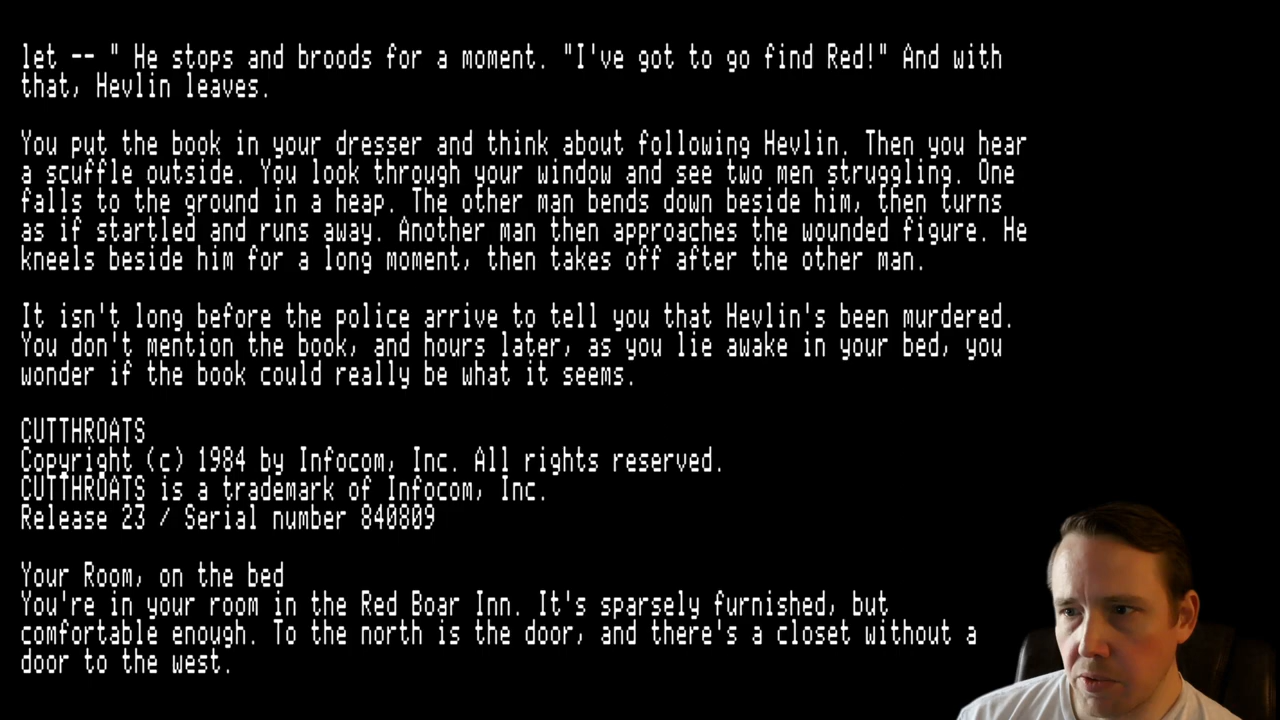 let -- " He stops and broods for a moment. "I've got to go find Red!" And with
that, Hevlin leaves.
You put the book in your dresser and think about following Hevlin. Then you hear
a scuffle outside. You look through your window and see two men struggling. One
falls to the ground in a heap. The other man bends down beside him, then turns
as if startled and runs away. Another man then approaches the wounded figure. He
kneels beside him for a long moment, then takes off after the other man.
It isn't long before the police arrive to tell you that Hevlin's been murdered.
You don't mention the book, and hours later, as you lie awake in your bed, you
wonder if the book could really be what it seems.
CUTTHROATS
Copyright (c) 1984 by Infocom, Inc. All rights reserved.
CUTTHROATS is a trademark of Infocom, Inc.
Release 23 / Serial number 840809
Your Room, on the bed
You're in your room in the Red Boar Inn. It's sparsely furnished, but
comfortable enough. To the north is the door, and there's a closet without a
door to the west.